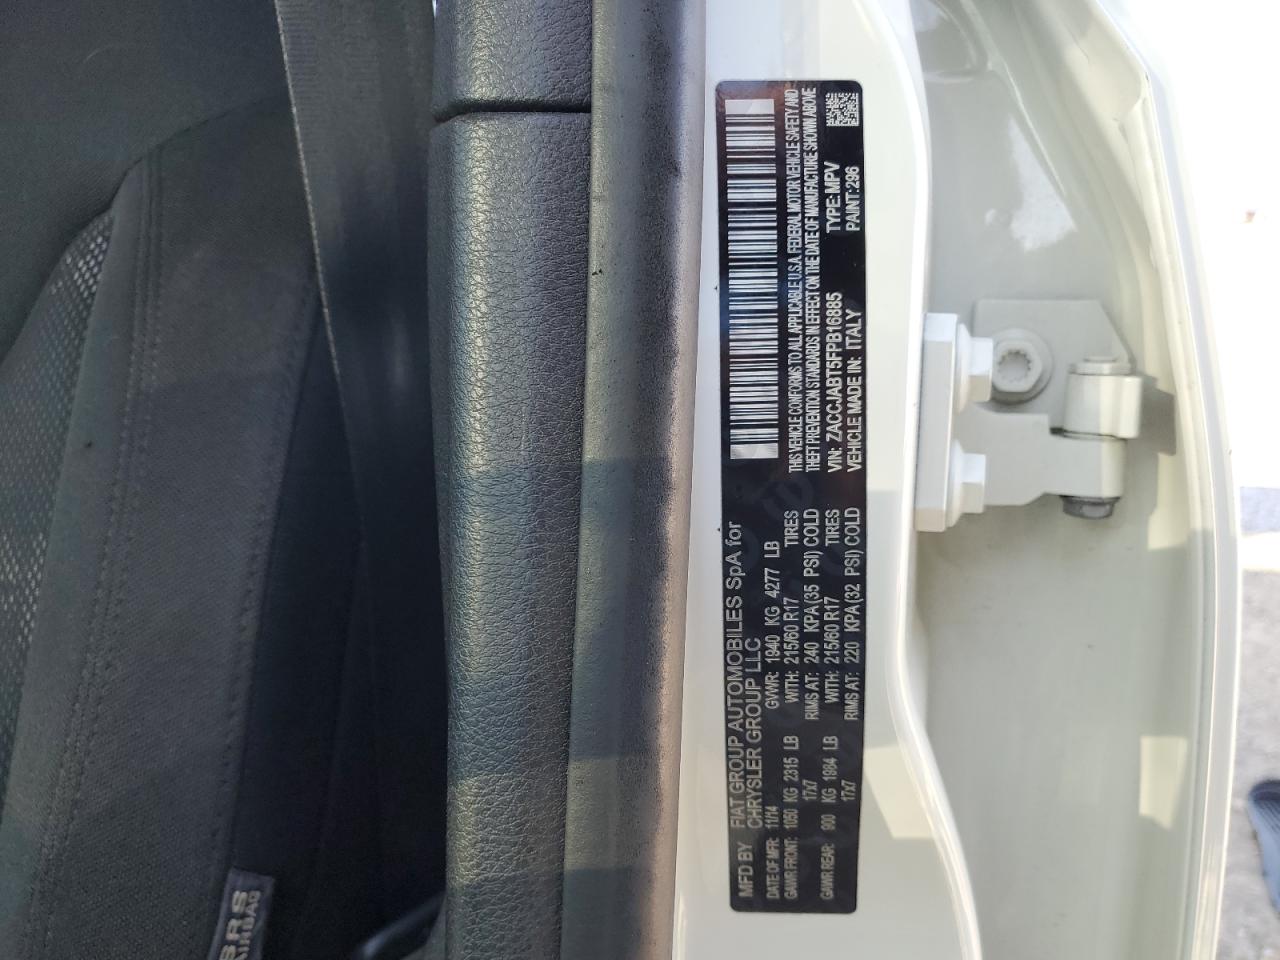 MFD BY FIAT GROUP AUTOMOBILES SpA for
CHRYSLER GROUP LLC
DATE OF MFR: 11/14 GVWR: 1940 KG 4277 LB
GAWR FRONT: 1050 KG 2315 LB WITH: 215/60 R17 TIRES
17x7 RIMS AT: 240 KPA (35 PSI) COLD
GAWR REAR: 900 KG 1984 LB WITH: 215/60 R17 TIRES
17x7 RIMS AT: 220 KPA (32 PSI) COLD
THIS VEHICLE CONFORMS TO ALL APPLICABLE U.S.A. FEDERAL MOTOR VEHICLE SAFETY AND
THEFT PREVENTION STANDARDS IN EFFECT ON THE DATE OF MANUFACTURE SHOWN ABOVE
VIN: ZACCJABT5FPB16885 TYPE: MPV
VEHICLE MADE IN: ITALY PAINT: 296
SRS
AIRBAG